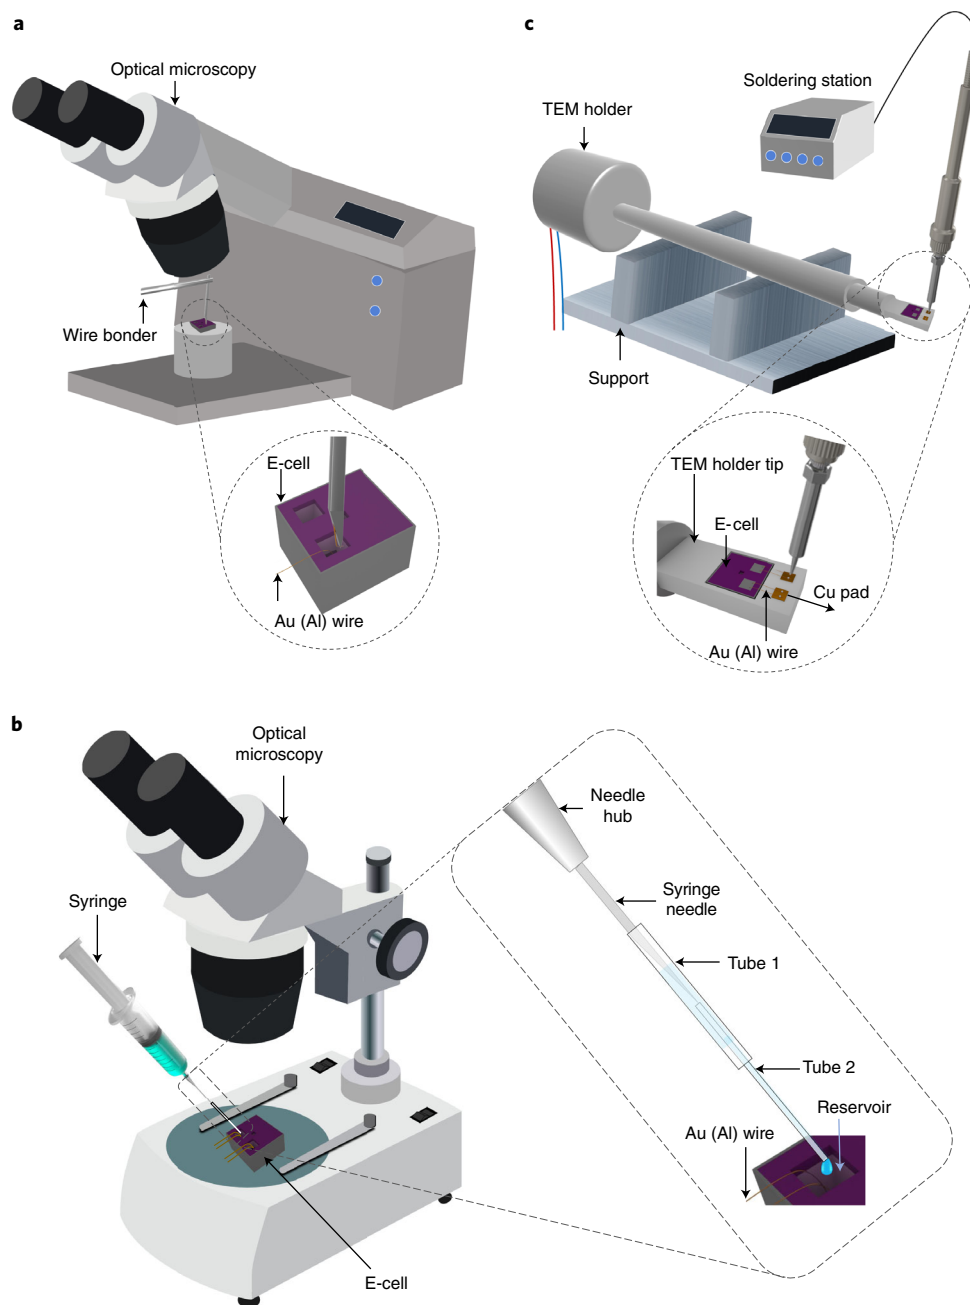 a
Optical microscopy
Wire bonder
E-cell
Au (Al) wire
c
Soldering station
TEM holder
Support
TEM holder tip
E-cell
Cu pad
Au (Al) wire
b
Optical
microscopy
Syringe
E-cell
Needle
hub
Syringe
needle
Tube 1
Tube 2
Reservoir
Au (Al) wire